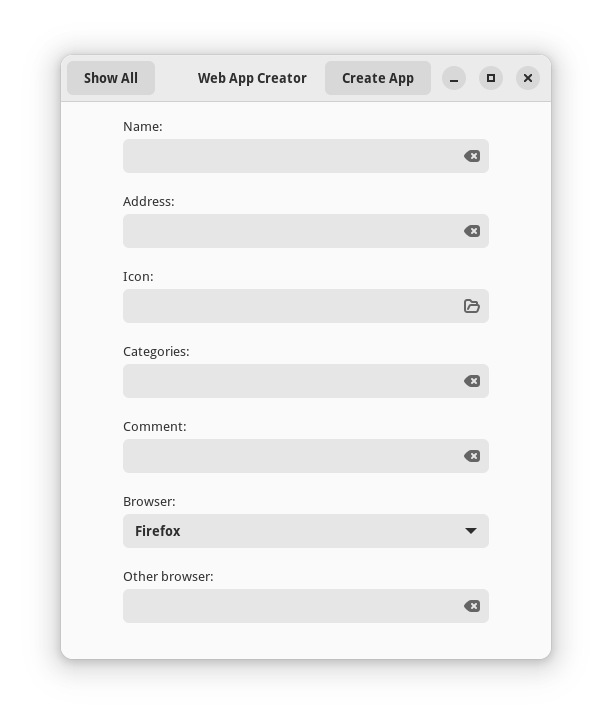 Show All Web App Creator Create App
Name:
Address:
Icon:
Categories:
Comment:
Browser:
Firefox
Other browser: